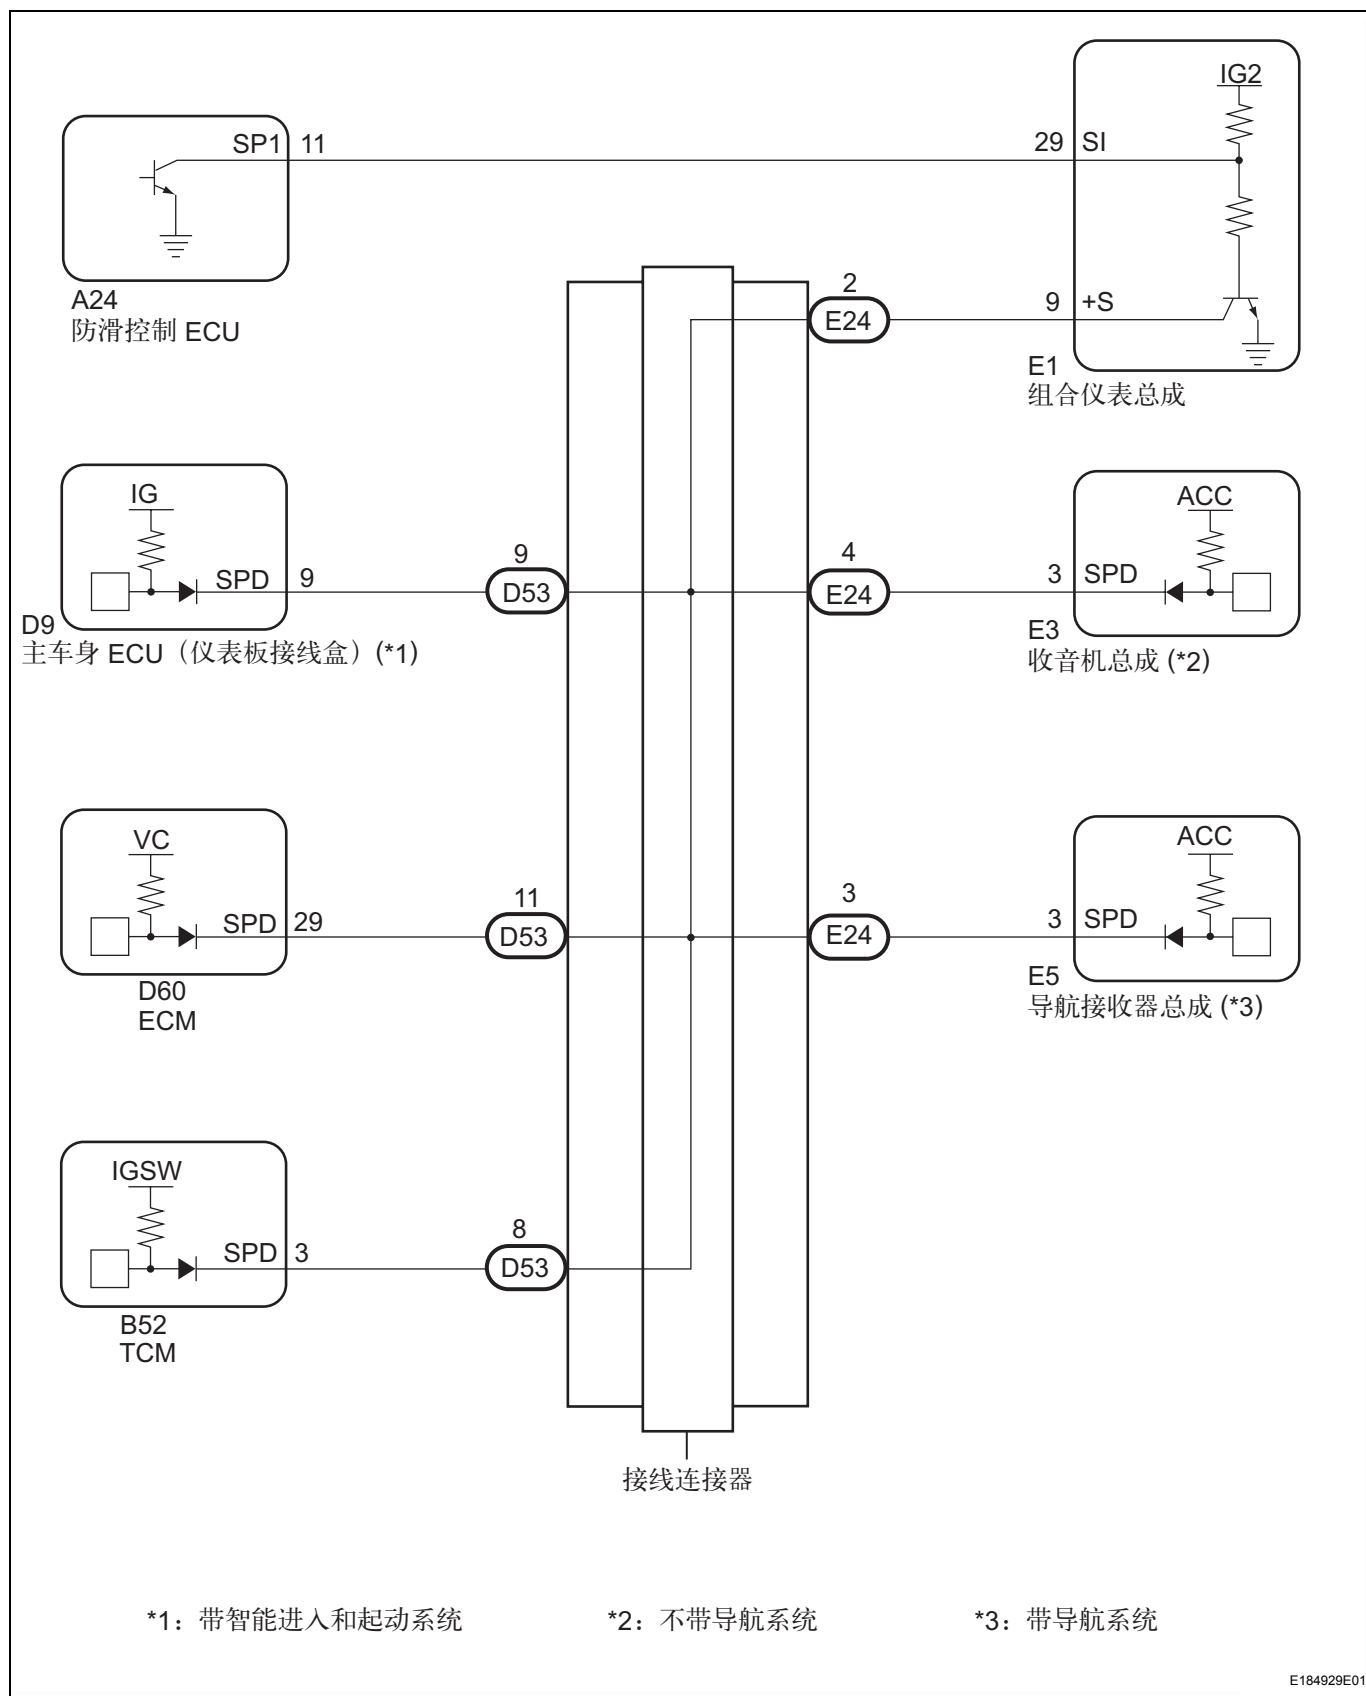 IG2
SP1 11
29 SI
A24
防滑控制 ECU
2
E24
9 +S
E1
组合仪表总成
IG
SPD 9
9
D53
4
E24
ACC
3 SPD
D9
主车身 ECU（仪表板接线盒）(*1)
E3
收音机总成 (*2)
VC
SPD 29
11
D53
3
E24
ACC
3 SPD
D60
ECM
E5
导航接收器总成 (*3)
IGSW
SPD 3
8
D53
B52
TCM
接线连接器
*1：带智能进入和起动系统
*2：不带导航系统
*3：带导航系统
E184929E01